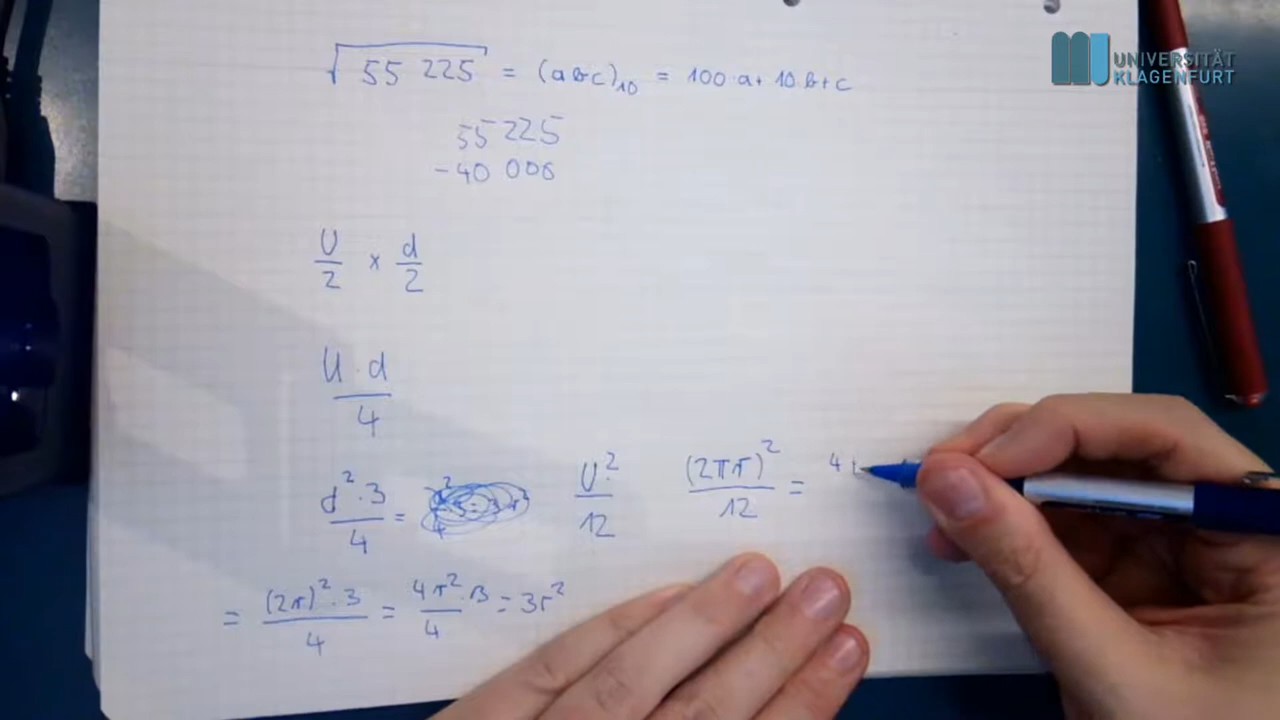 UNIVERSITÄT
KLAGENFURT
√55 225 = (abc)₁₀ = 100·a + 10·b + c
55 225
- 40 000
U/2 × d/2
U·d/4
d²·3/4 =
U²/12
(2πr)²/12 = 4
= (2r)²·3/4 = 4r²·3/4 = 3r²